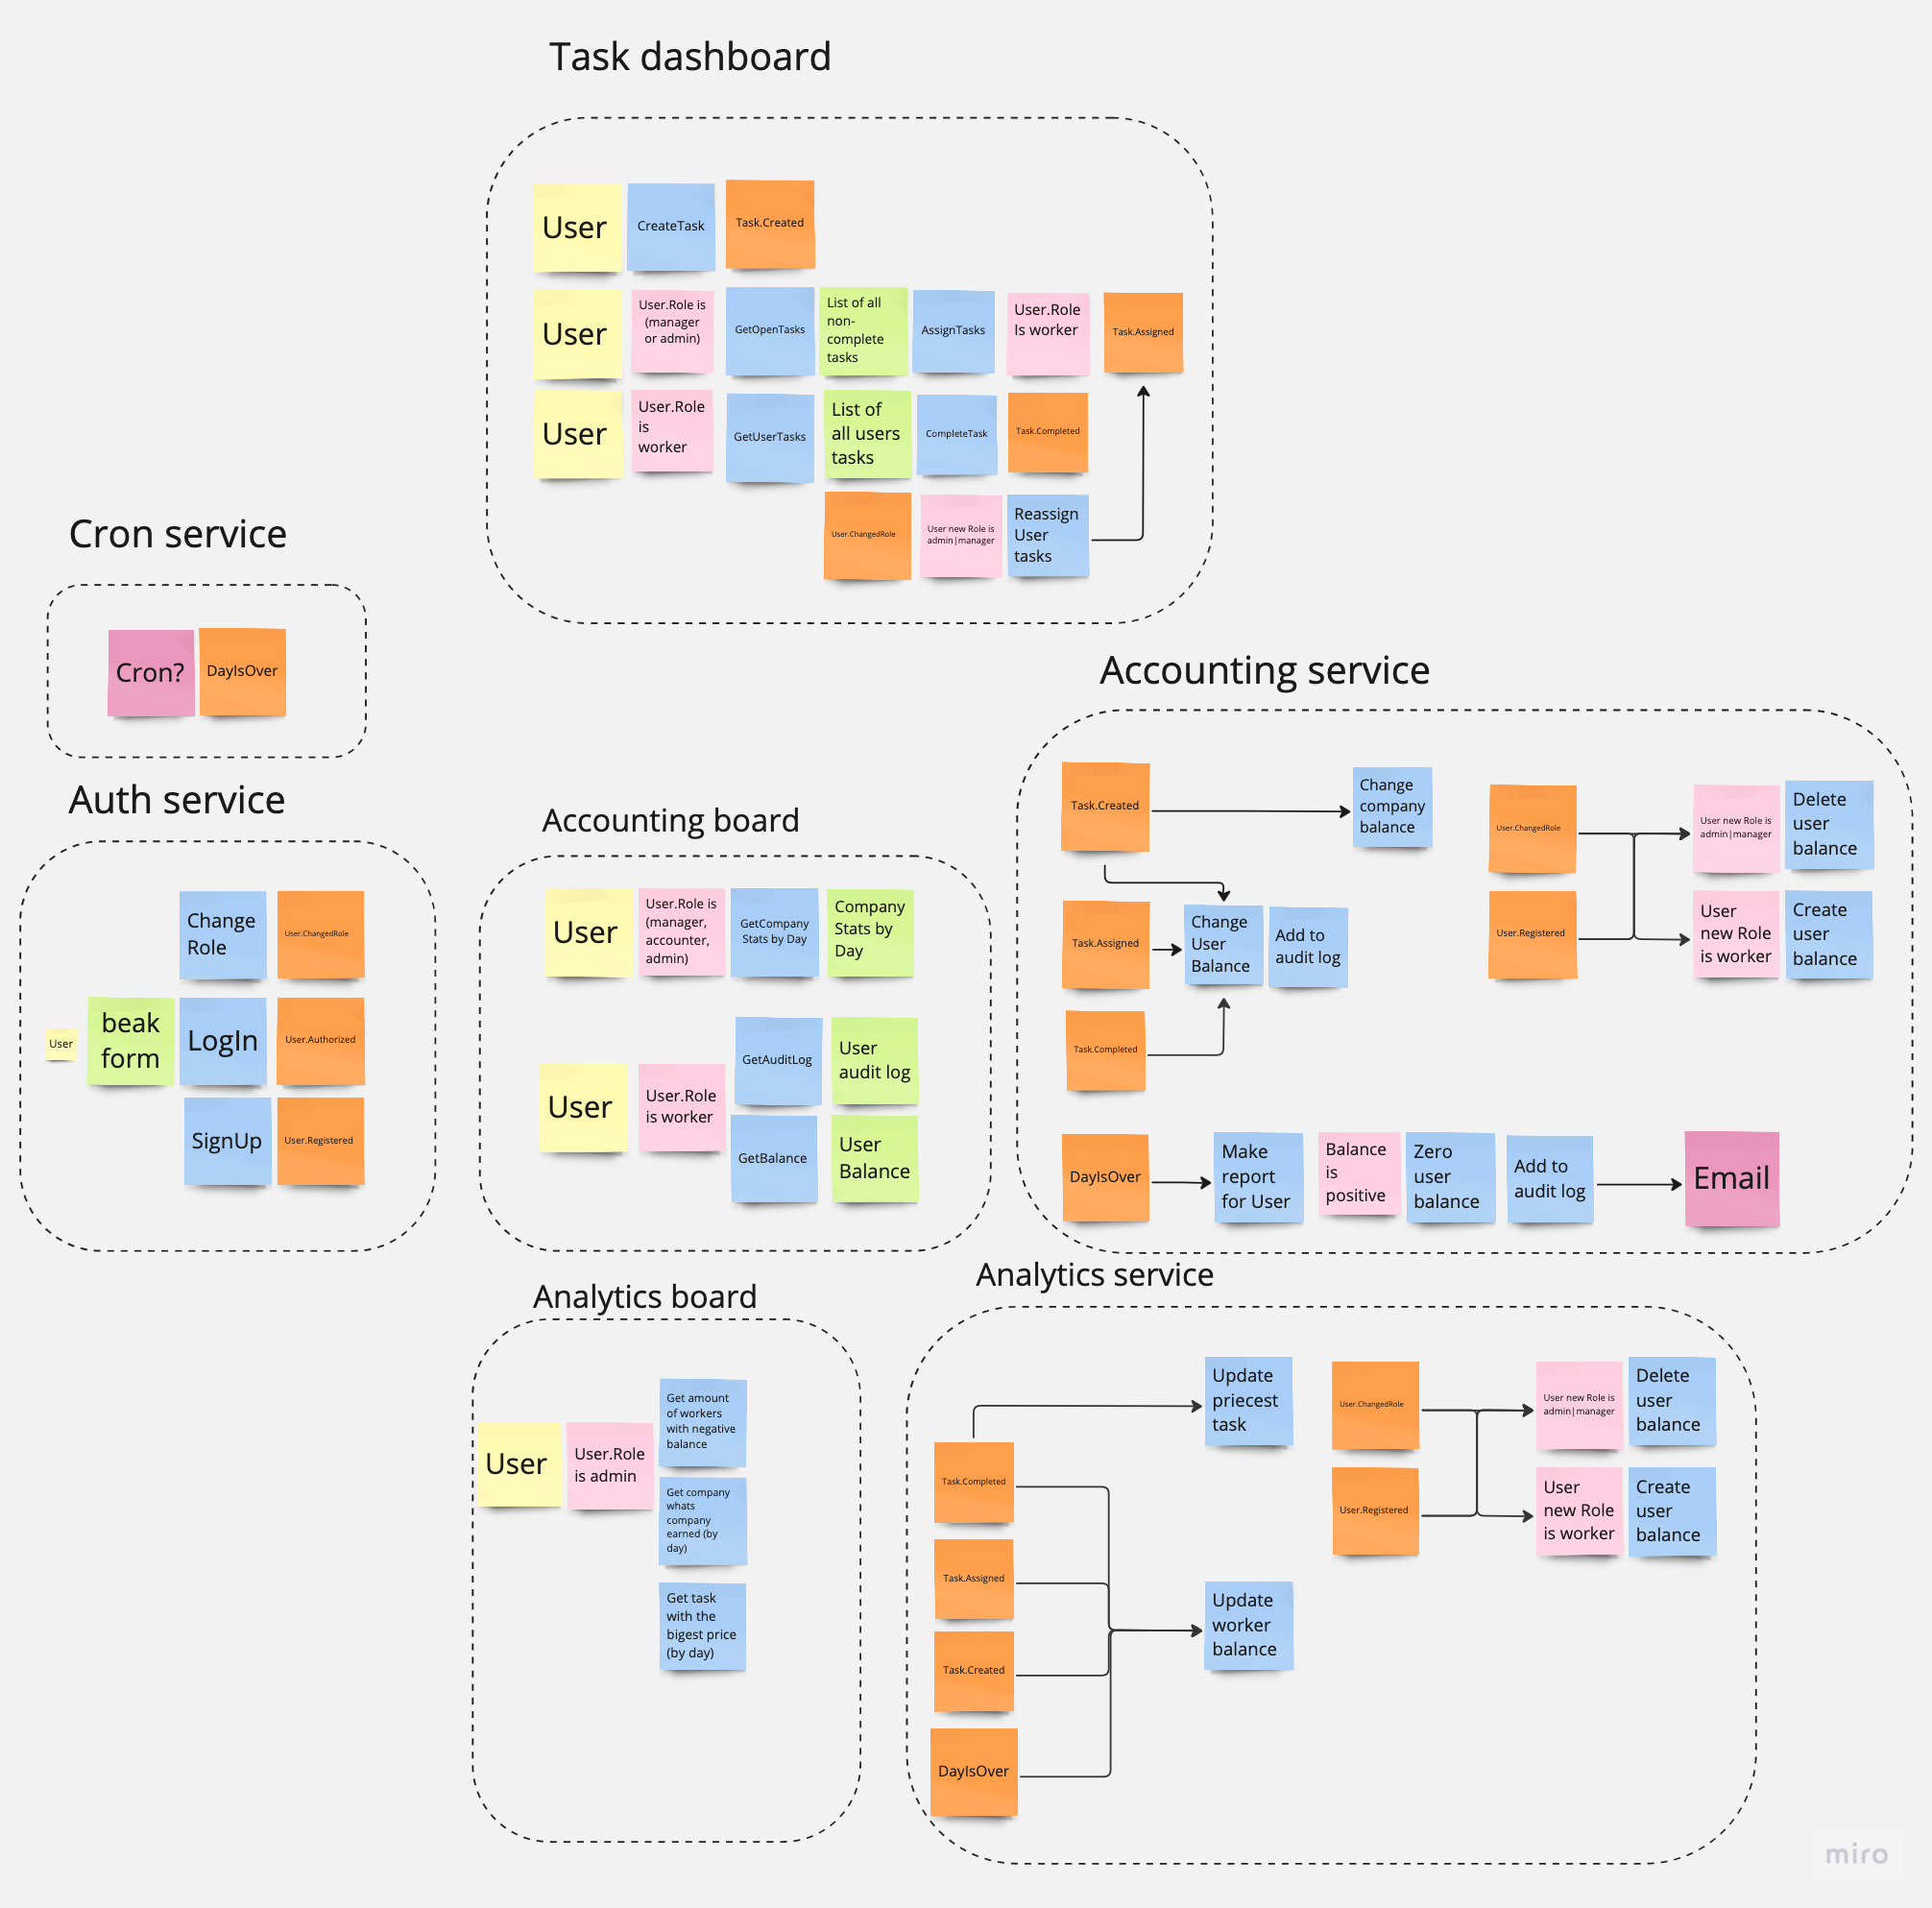 Task dashboard
User
CreateTask
Task.Created
User
User.Role is
(manager
or admin)
GetOpenTasks
List of all
non-
complete
tasks
AssignTasks
User.Role
Is worker
Task.Assigned
User
User.Role
is
worker
GetUserTasks
List of
all users
tasks
CompleteTask
Task.Completed
User.ChangedRole
User new Role is
admin|manager
Reassign
User
tasks
Cron service
Cron?
DayIsOver
Auth service
Change
Role
User.ChangedRole
User
beak
form
LogIn
User.Authorized
SignUp
User.Registered
Accounting board
User
User.Role is
(manager,
accounter,
admin)
GetCompany
Stats by Day
Company
Stats by
Day
User
User.Role
is worker
GetAuditLog
User
audit log
GetBalance
User
Balance
Accounting service
Task.Created
Change
company
balance
Task.Assigned
Change
User
Balance
Add to
audit log
Task.Completed
User.ChangedRole
User new Role is
admin|manager
Delete
user
balance
User.Registered
User
new Role
is worker
Create
user
balance
DayIsOver
Make
report
for User
Balance
is
positive
Zero
user
balance
Add to
audit log
Email
Analytics board
User
User.Role
is admin
Get amount
of workers
with negative
balance
Get company
whats
company
earned (by
day)
Get task
with the
bigest price
(by day)
Analytics service
Update
priecest
task
Task.Completed
Task.Assigned
Task.Created
DayIsOver
Update
worker
balance
User.ChangedRole
User new Role is
admin|manager
Delete
user
balance
User.Registered
User
new Role
is worker
Create
user
balance
miro